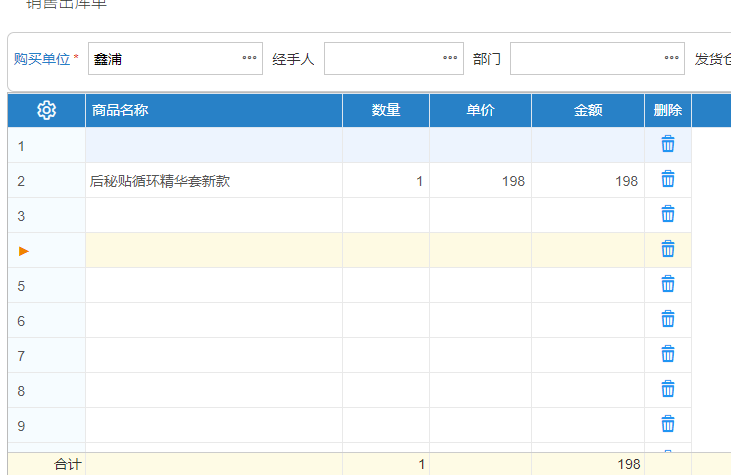 销售出库单
购买单位 * 鑫浦 经手人 部门 发货仓
商品名称 数量 单价 金额 删除
1
2 后秘贴循环精华套新款 1 198 198
3
5
6
7
8
9
合计 1 198